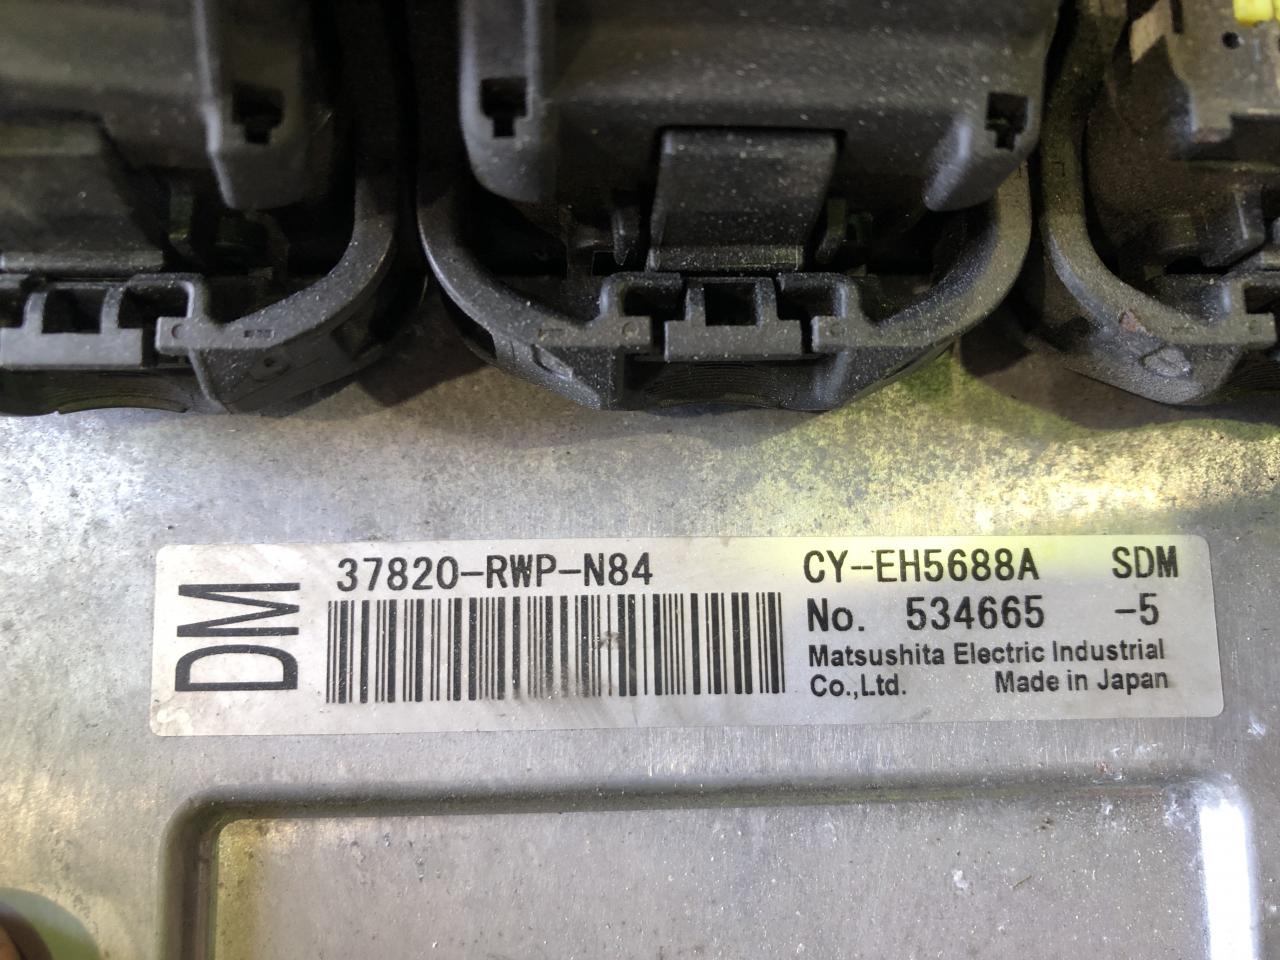 DM
37820-RWP-N84
CY-EH5688A SDM
No. 534665 -5
Matsushita Electric Industrial
Co.,Ltd. Made in Japan